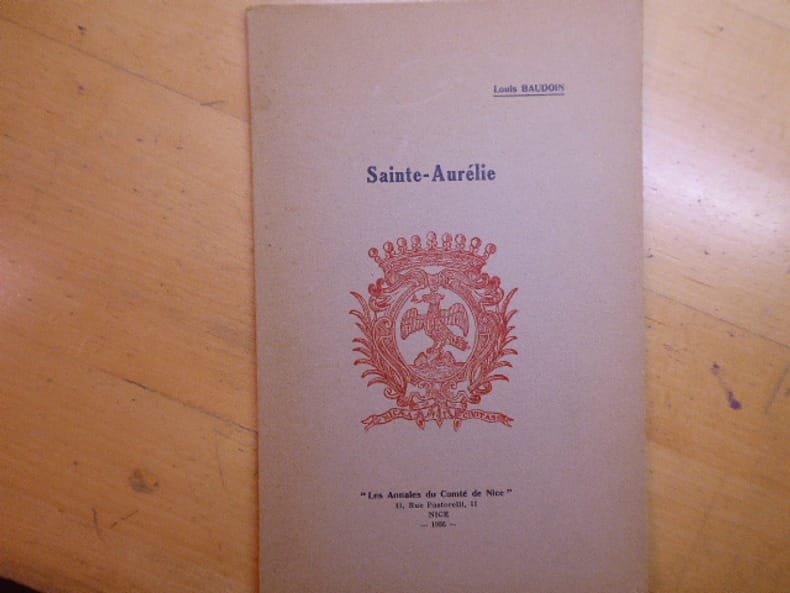 Louis BAUDOIN
Sainte-Aurélie
NICÆA CIVITAS
"Les Annales du Comté de Nice"
11, Rue Pastorelli, 11
NICE